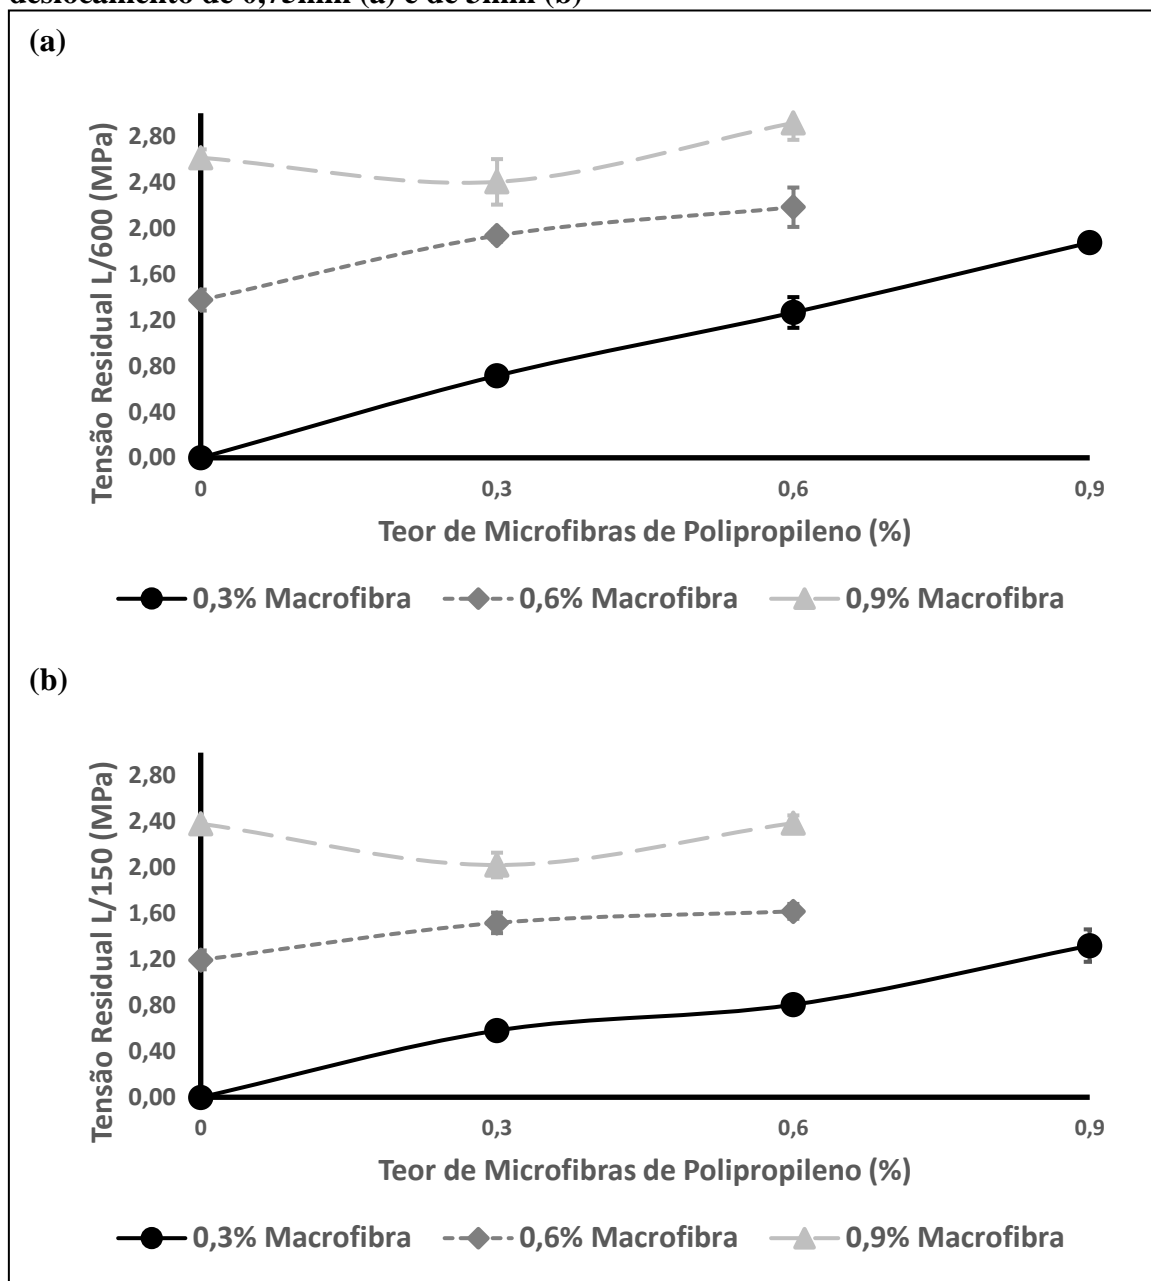 deslocamento de 0,75mm (a) e de 3mm (b)
(a)
Tensão Residual L/600 (MPa)
2,80
2,40
2,00
1,60
1,20
0,80
0,40
0,00
0 0,3 0,6 0,9
Teor de Microfibras de Polipropileno (%)
0,3% Macrofibra 0,6% Macrofibra 0,9% Macrofibra
(b)
Tensão Residual L/150 (MPa)
2,80
2,40
2,00
1,60
1,20
0,80
0,40
0,00
0 0,3 0,6 0,9
Teor de Microfibras de Polipropileno (%)
0,3% Macrofibra 0,6% Macrofibra 0,9% Macrofibra